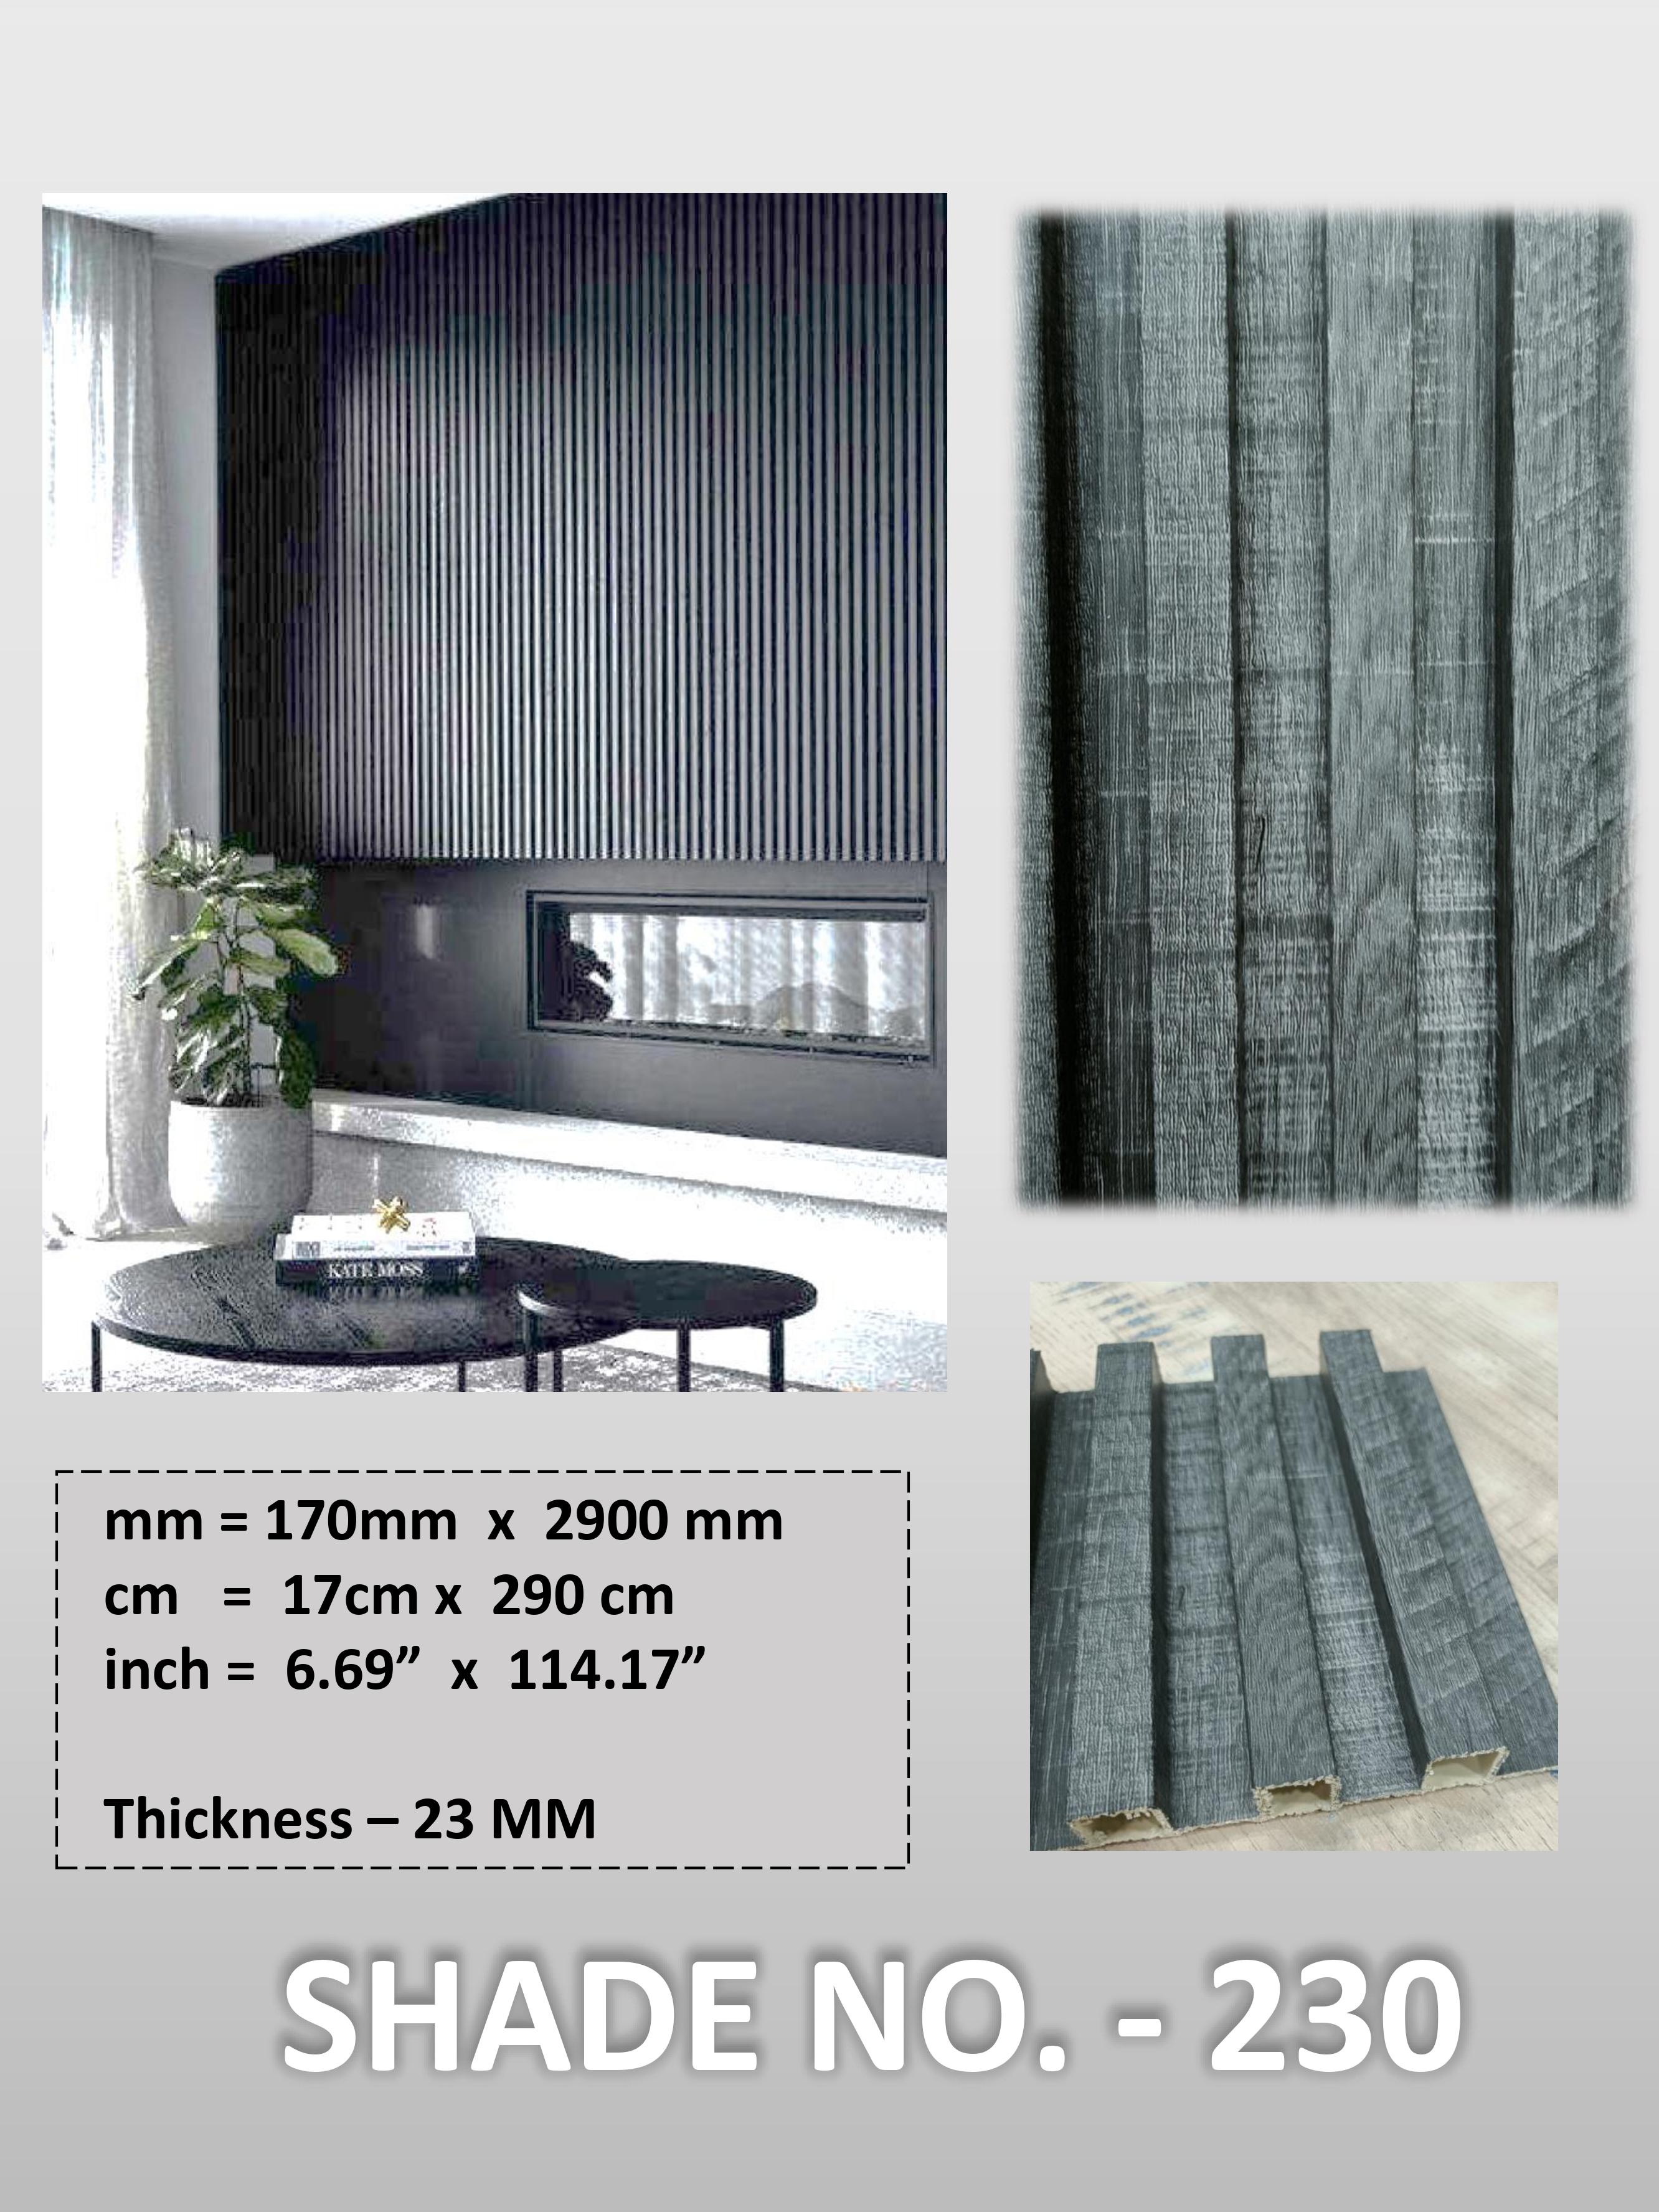 KATE MOSS
mm = 170mm x 2900 mm
cm = 17cm x 290 cm
inch = 6.69” x 114.17”
Thickness – 23 MM
SHADE NO. - 230